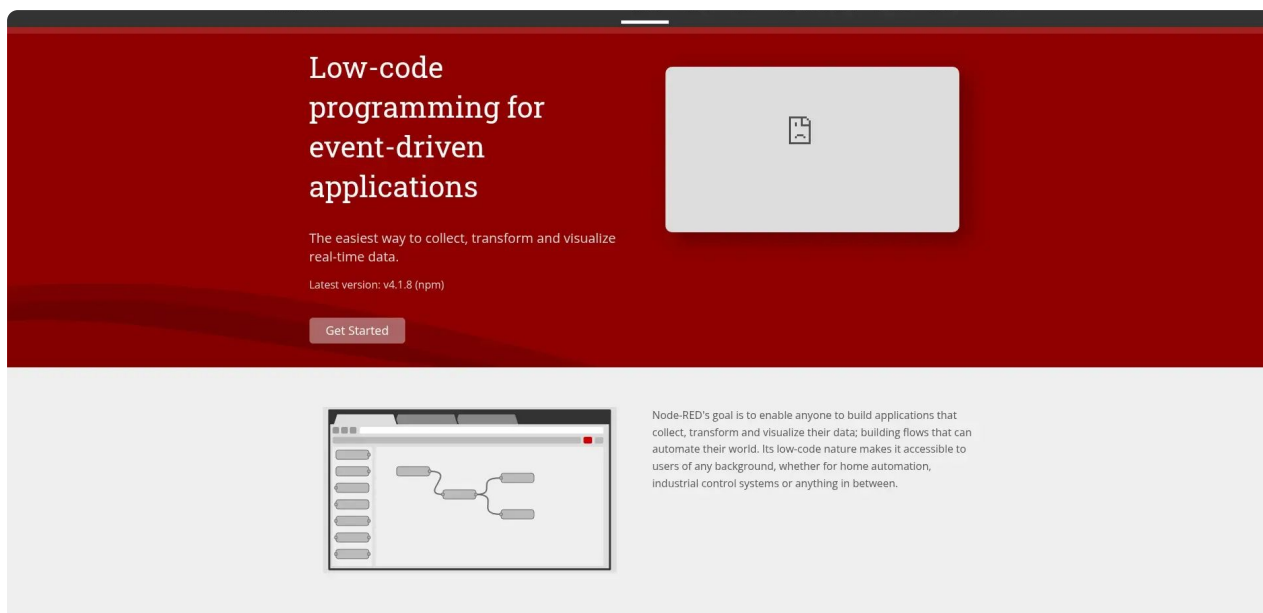 Low-code
programming for
event-driven
applications
The easiest way to collect, transform and visualize
real-time data.
Latest version: v4.1.8 (npm)
Get Started
Node-RED's goal is to enable anyone to build applications that
collect, transform and visualize their data; building flows that can
automate their world. Its low-code nature makes it accessible to
users of any background, whether for home automation,
industrial control systems or anything in between.